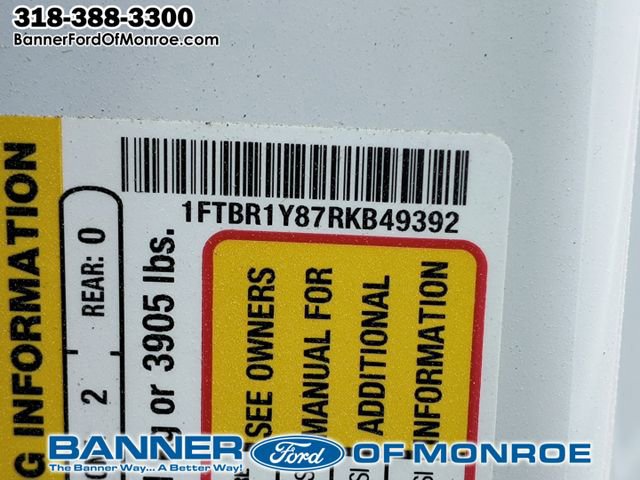 318-388-3300
BannerFordOfMonroe.com
1FTBR1Y87RKB49392
G INFORMATION
REAR: 0
2
or 3905 lbs.
SEE OWNERS
MANUAL FOR
ADDITIONAL
INFORMATION
BANNER Ford OF MONROE
The Banner Way... A Better Way!